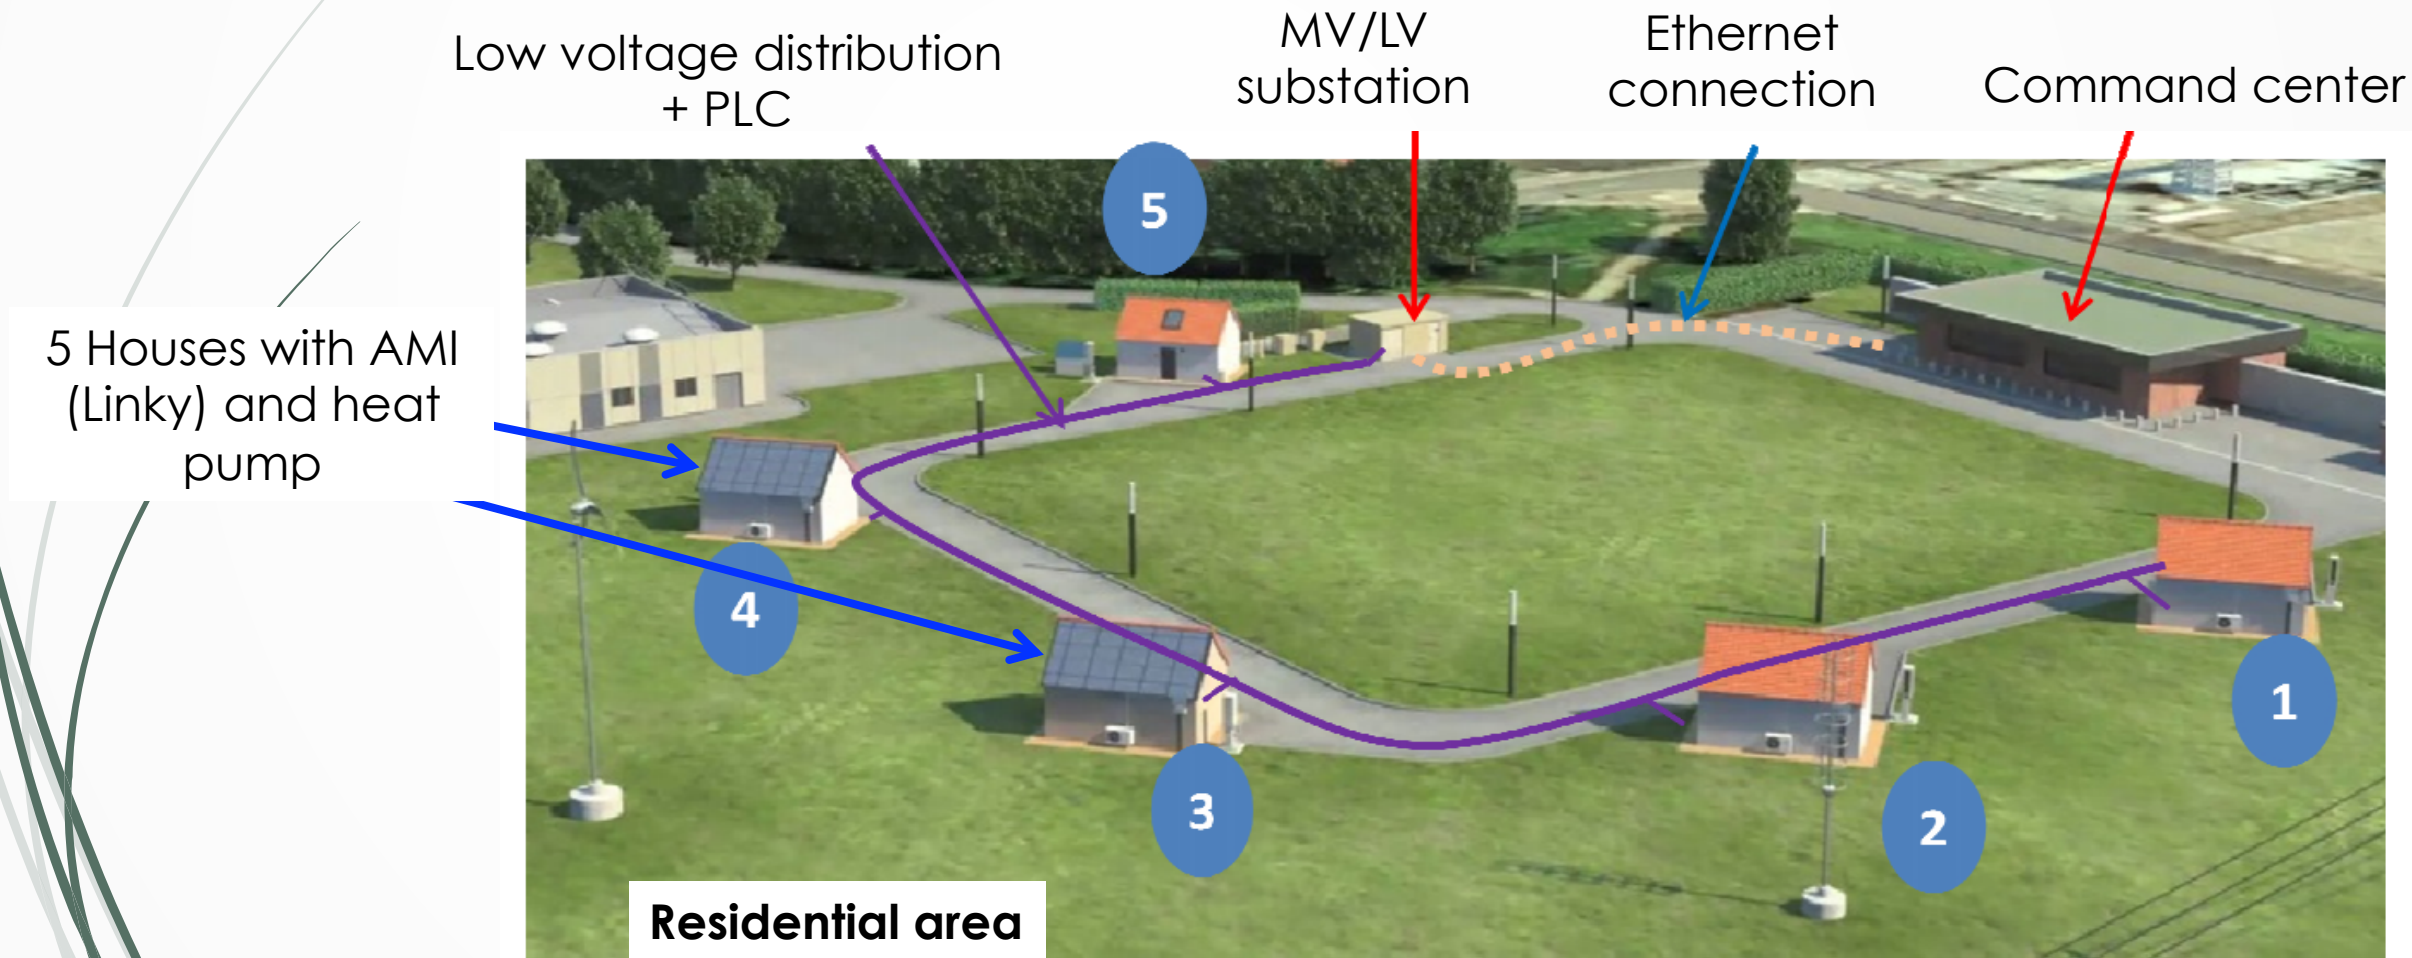 Low voltage distribution
+ PLC
MV/LV
substation
Ethernet
connection
Command center
5 Houses with AMI
(Linky) and heat
pump
5
4
3
2
1
Residential area